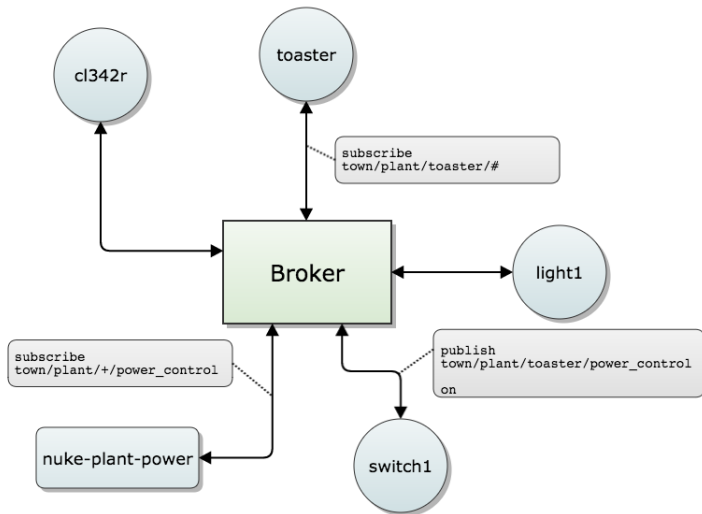 toaster
cl342r
subscribe
town/plant/toaster/#
Broker
light1
subscribe
town/plant/+/power_control
publish
town/plant/toaster/power_control
on
nuke-plant-power
switch1